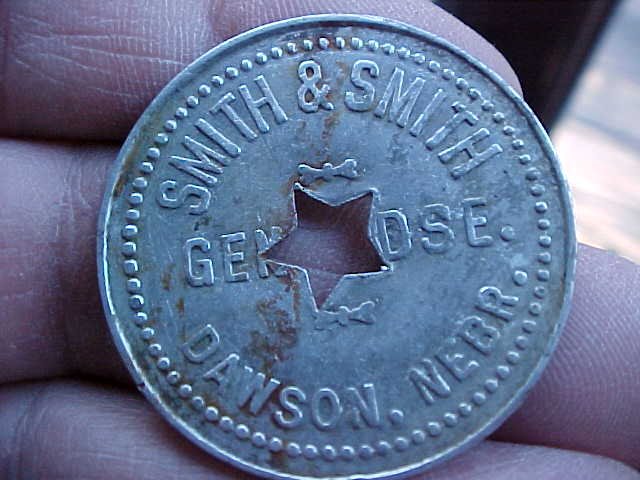 SMITH & SMITH
GEN DSE.
DAWSON, NEBR.